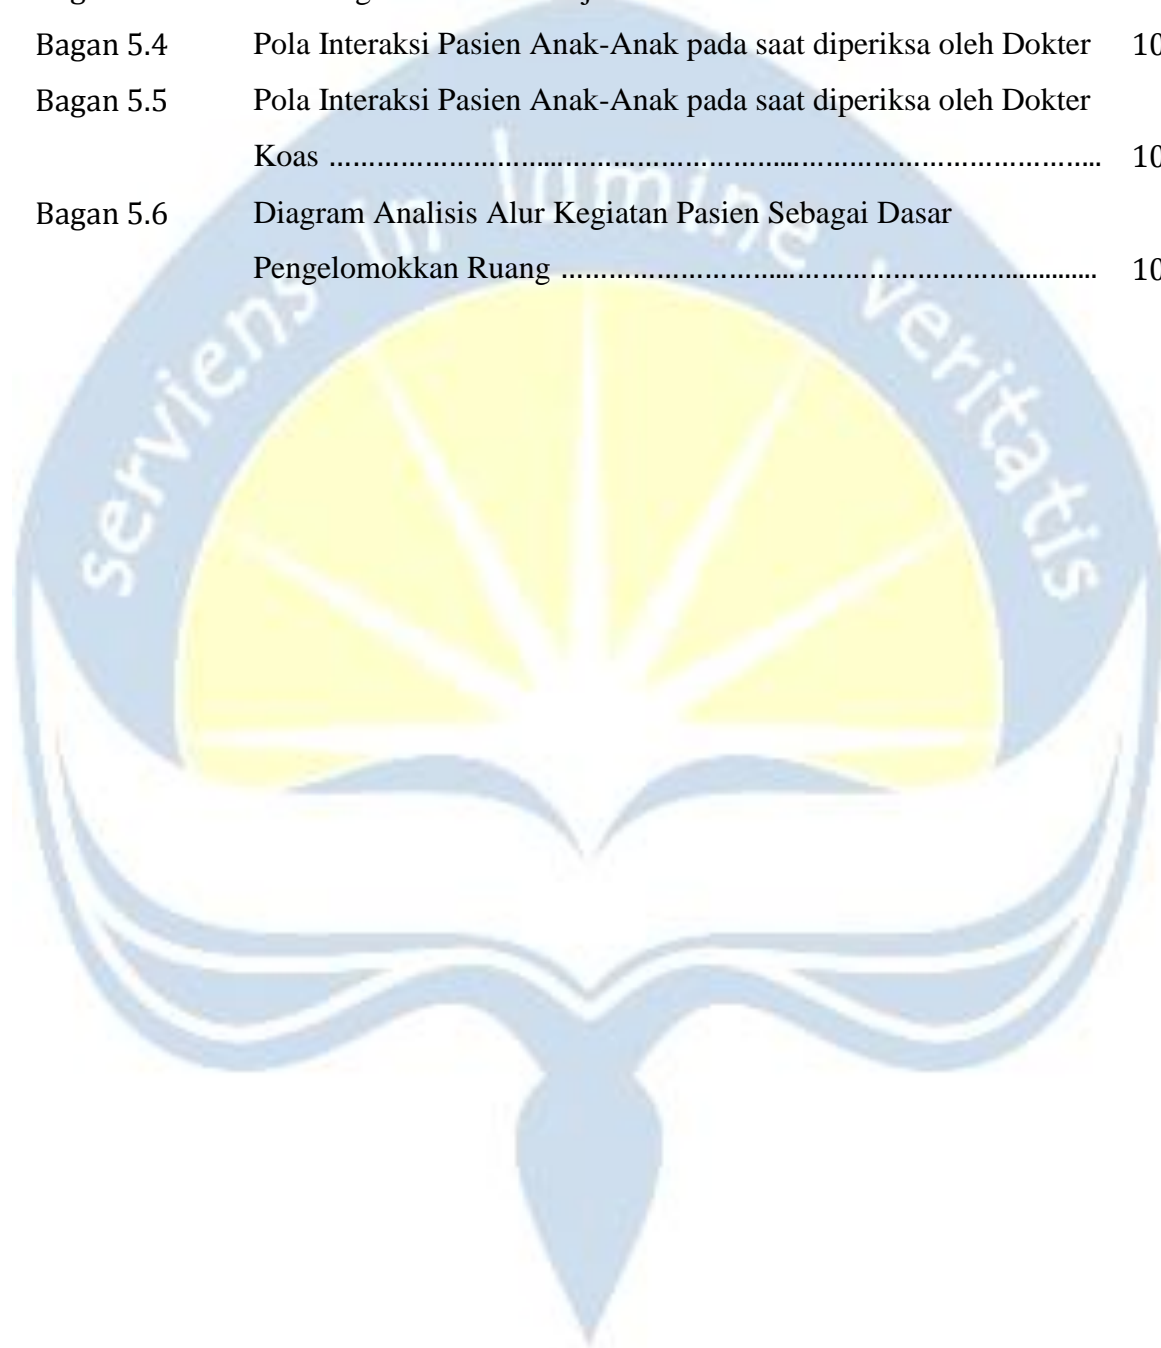 Bagan 5.4 Pola Interaksi Pasien Anak-Anak pada saat diperiksa oleh Dokter 10
Bagan 5.5 Pola Interaksi Pasien Anak-Anak pada saat diperiksa oleh Dokter
Koas ................................................................................ 10
Bagan 5.6 Diagram Analisis Alur Kegiatan Pasien Sebagai Dasar
Pengelomokkan Ruang ........................................................ 10
serviens in lumine veritatis